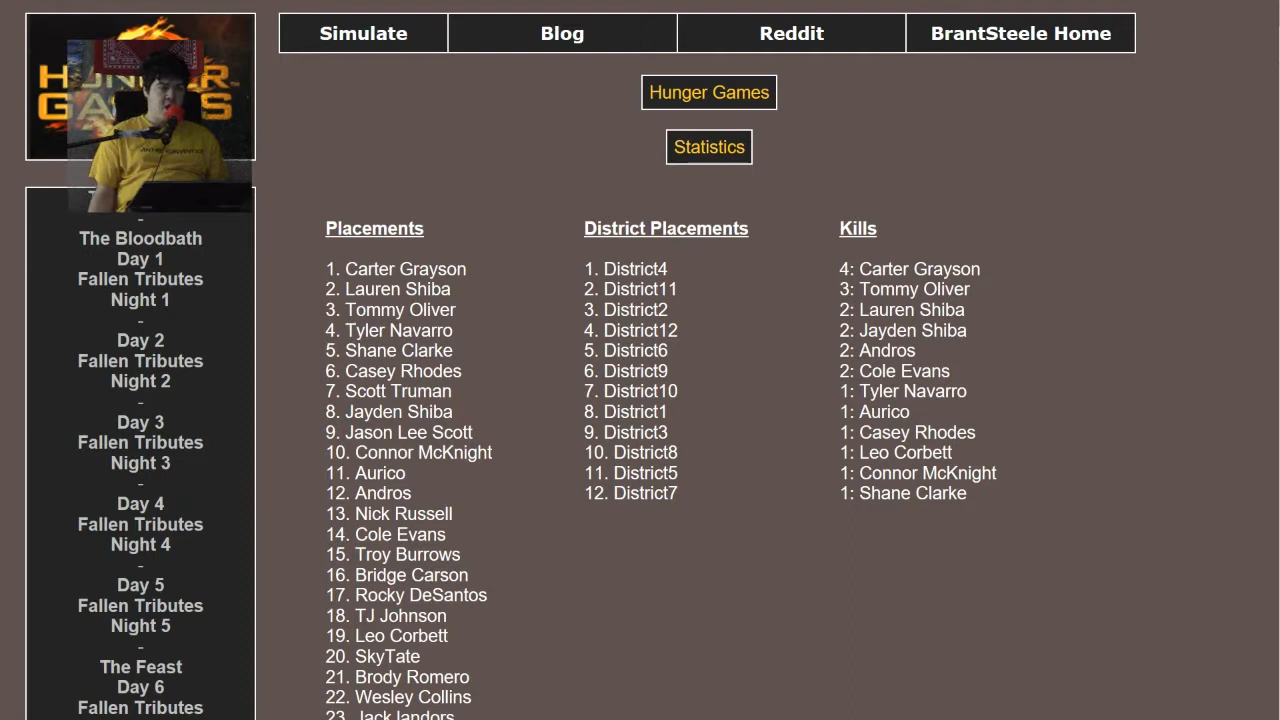 Simulate
Blog
Reddit
BrantSteele Home
HUNGER
GAMES
Hunger Games
Statistics
-
The Bloodbath
Day 1
Fallen Tributes
Night 1
-
Day 2
Fallen Tributes
Night 2
-
Day 3
Fallen Tributes
Night 3
-
Day 4
Fallen Tributes
Night 4
-
Day 5
Fallen Tributes
Night 5
-
The Feast
Day 6
Fallen Tributes
Placements
1. Carter Grayson
2. Lauren Shiba
3. Tommy Oliver
4. Tyler Navarro
5. Shane Clarke
6. Casey Rhodes
7. Scott Truman
8. Jayden Shiba
9. Jason Lee Scott
10. Connor McKnight
11. Aurico
12. Andros
13. Nick Russell
14. Cole Evans
15. Troy Burrows
16. Bridge Carson
17. Rocky DeSantos
18. TJ Johnson
19. Leo Corbett
20. SkyTate
21. Brody Romero
22. Wesley Collins
23. Jack landors
District Placements
1. District4
2. District11
3. District2
4. District12
5. District6
6. District9
7. District10
8. District1
9. District3
10. District8
11. District5
12. District7
Kills
4: Carter Grayson
3: Tommy Oliver
2: Lauren Shiba
2: Jayden Shiba
2: Andros
2: Cole Evans
1: Tyler Navarro
1: Aurico
1: Casey Rhodes
1: Leo Corbett
1: Connor McKnight
1: Shane Clarke